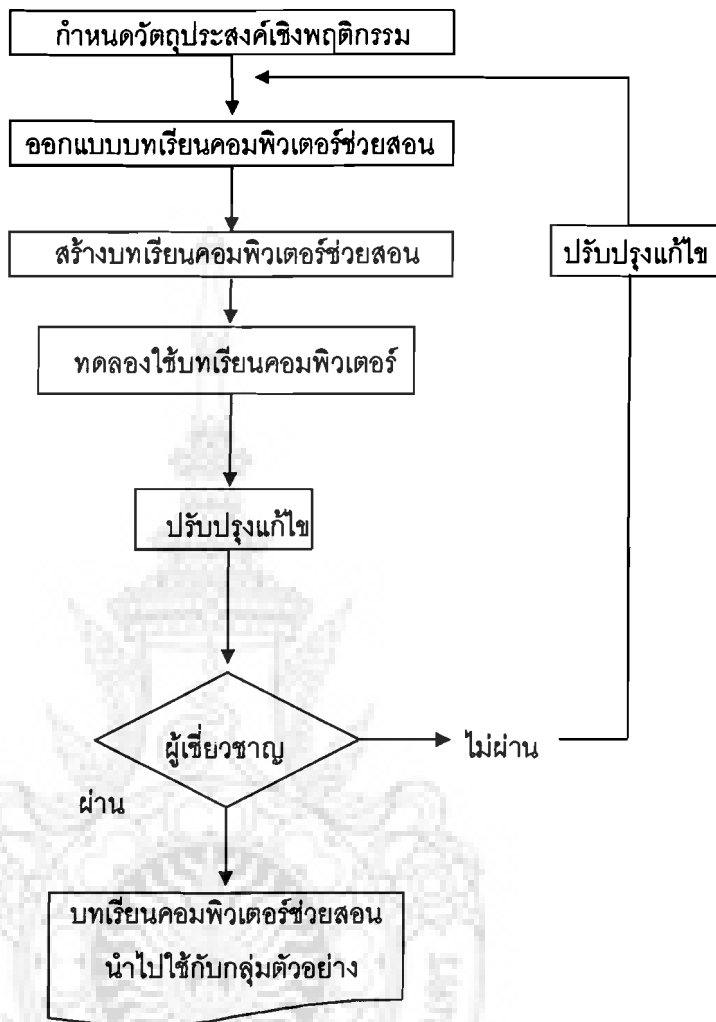 กำหนดวัตถุประสงค์เชิงพฤติกรรม
ออกแบบบทเรียนคอมพิวเตอร์ช่วยสอน
สร้างบทเรียนคอมพิวเตอร์ช่วยสอน
ปรับปรุงแก้ไข
ทดลองใช้บทเรียนคอมพิวเตอร์
ปรับปรุงแก้ไข
ผู้เชี่ยวชาญ
ไม่ผ่าน
ผ่าน
บทเรียนคอมพิวเตอร์ช่วยสอน
นำไปใช้กับกลุ่มตัวอย่าง